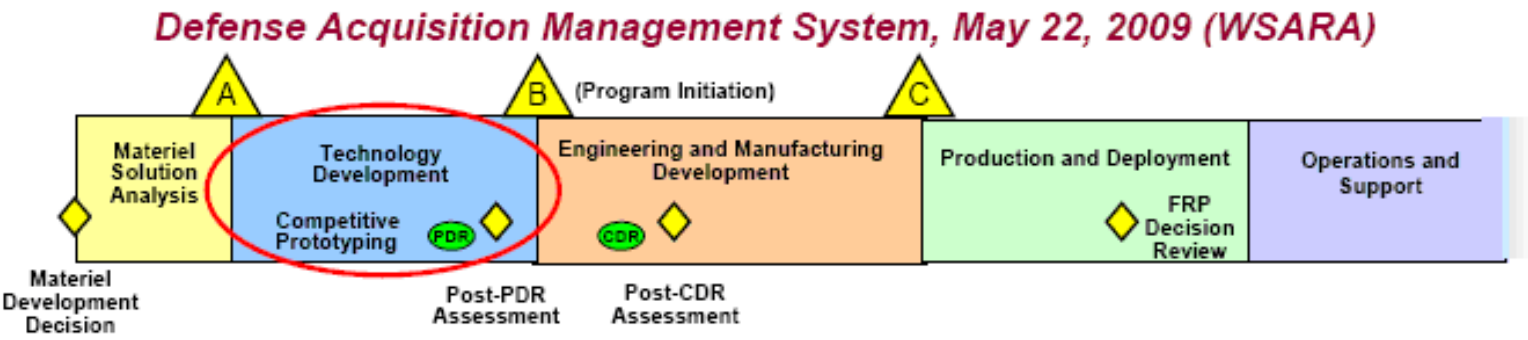 Defense Acquisition Management System, May 22, 2009 (WSARA)
A
B
(Program Initiation)
C
Materiel
Solution
Analysis
Technology
Development
Competitive
Prototyping
PDR
Engineering and Manufacturing
Development
CDR
Production and Deployment
FRP
Decision
Review
Operations and
Support
Materiel
Development
Decision
Post-PDR
Assessment
Post-CDR
Assessment